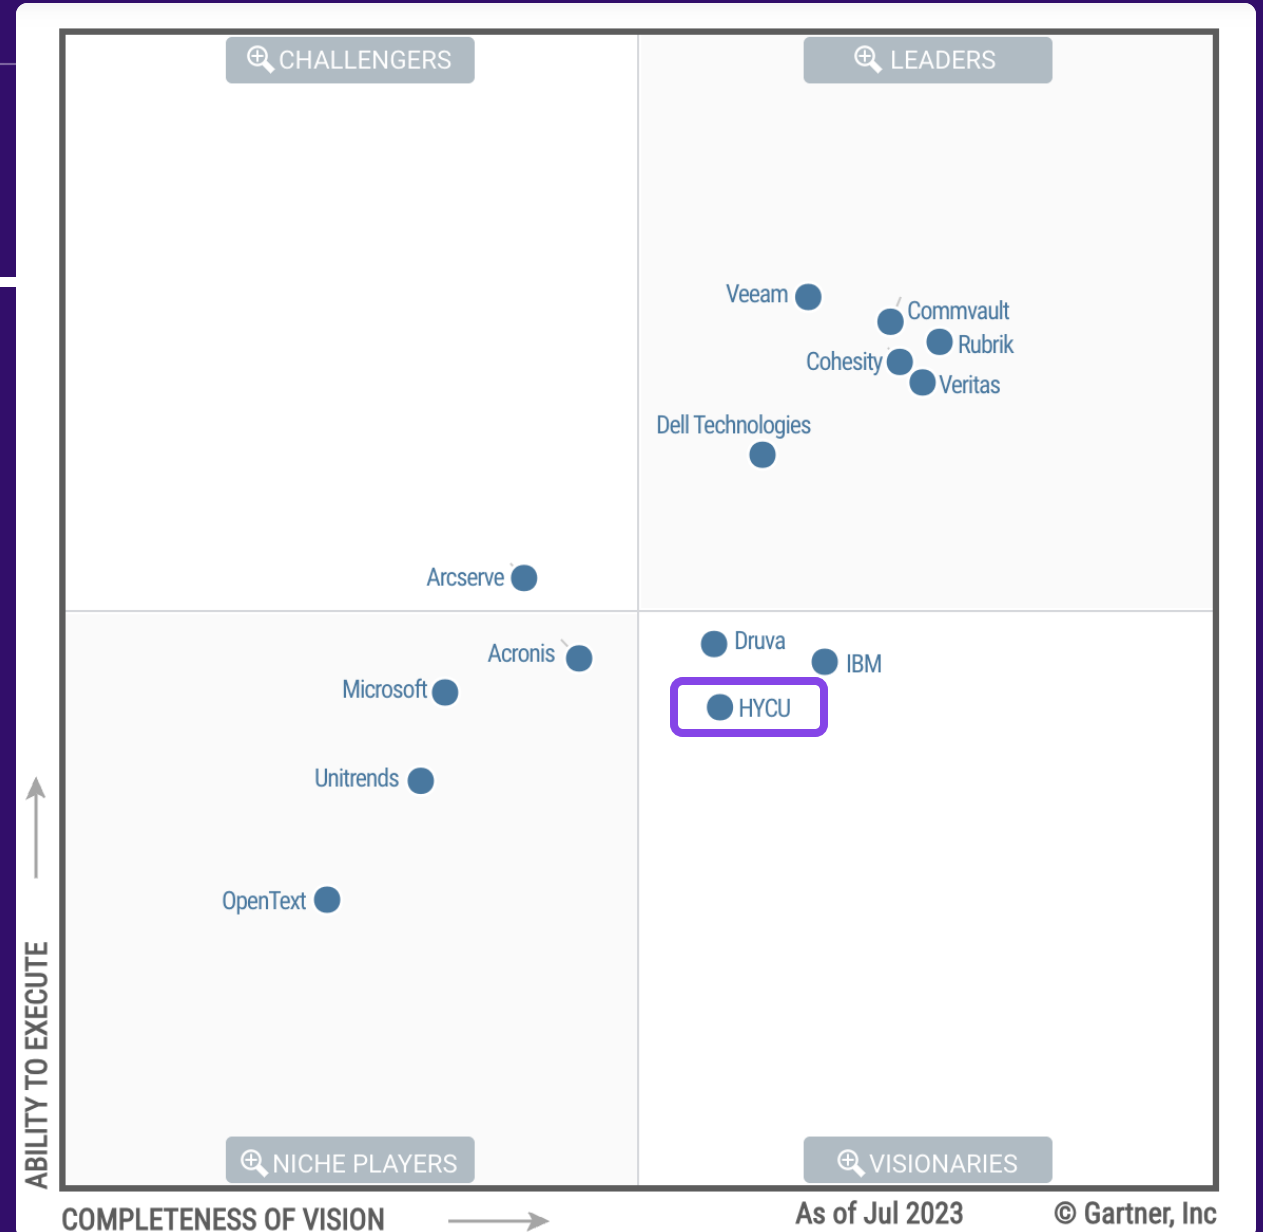 CHALLENGERS
LEADERS
Veeam
Commvault
Rubrik
Cohesity
Veritas
Dell Technologies
Arcserve
Druva
Acronis
IBM
Microsoft
HYCU
Unitrends
OpenText
ABILITY TO EXECUTE
NICHE PLAYERS
VISIONARIES
COMPLETENESS OF VISION
As of Jul 2023
© Gartner, Inc